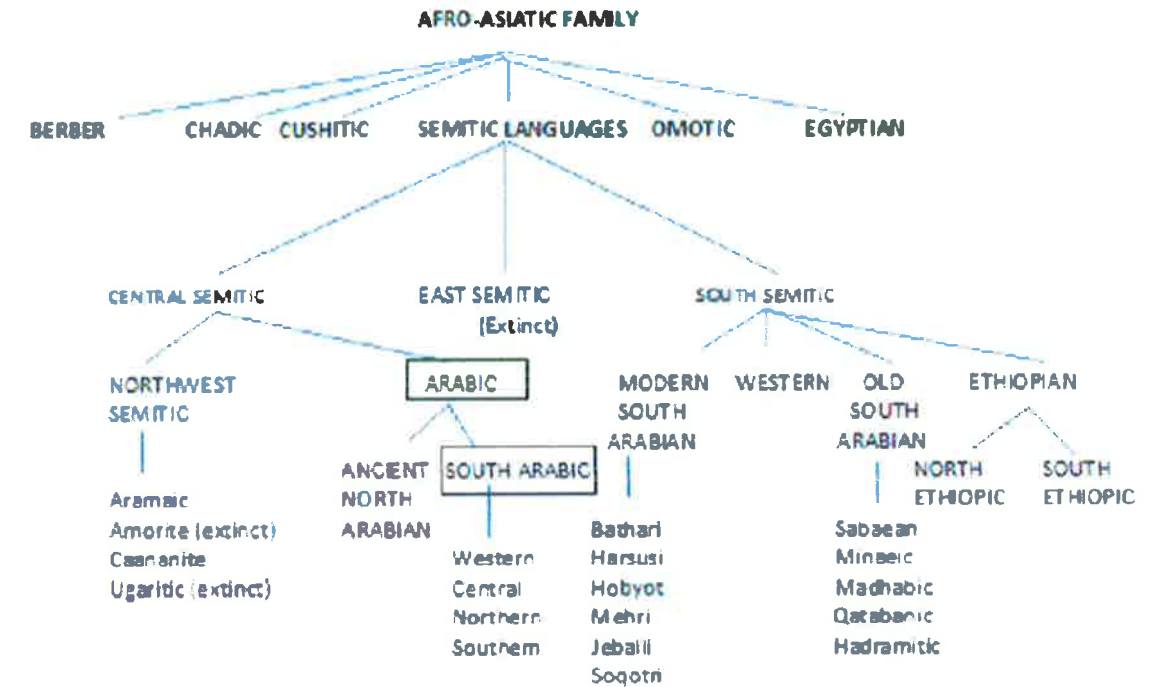 AFRO-ASIATIC FAMILY
BERBER CHADIC CUSHITIC SEMITIC LANGUAGES OMOTIC EGYPTIAN
CENTRAL SEMITIC EAST SEMITIC SOUTH SEMITIC
(Extinct)
NORTHWEST ARABIC MODERN WESTERN OLD ETHIOPIAN
SEMITIC SOUTH SOUTH
ARABIAN ARABIAN
ANCIENT SOUTH ARABIC NORTH SOUTH
NORTH ETHIOPIC ETHIOPIC
ARABIAN
Aramaic
Amorite (extinct)
Caananite
Ugaritic (extinct)
Western
Central
Northern
Southern
Bathari
Harsusi
Hobyot
Mehri
Jeballi
Soqotri
Sabaean
Minaeic
Madhabic
Qatabanic
Hadramitic